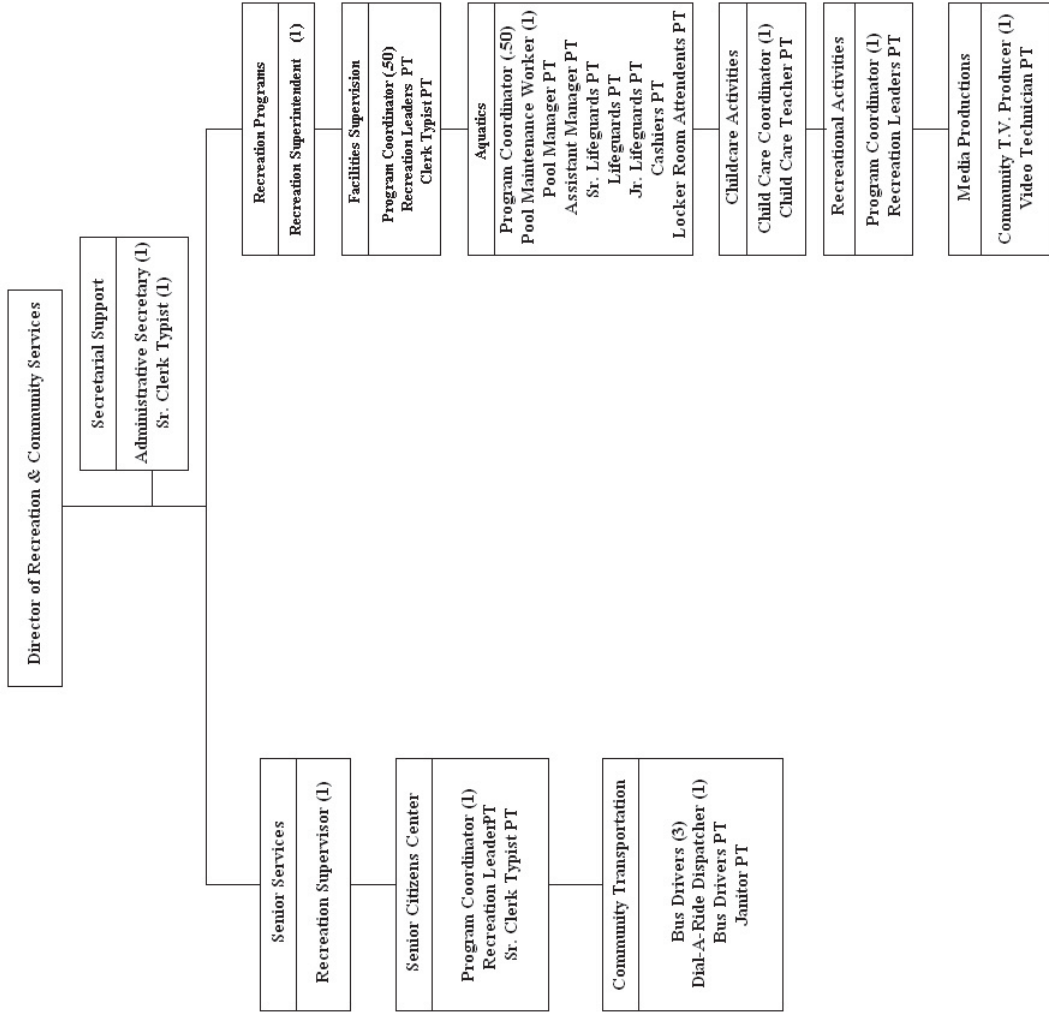 Director of Recreation & Community Services
Secretarial Support
Administrative Secretary (1)
Sr. Clerk Typist (1)
Senior Services
Recreation Supervisor (1)
Senior Citizens Center
Program Coordinator (1)
Recreation LeaderPT
Sr. Clerk Typist PT
Community Transportation
Bus Drivers (3)
Dial-A-Ride Dispatcher (1)
Bus Drivers PT
Janitor PT
Recreation Programs
Recreation Superintendent (1)
Facilities Supervision
Program Coordinator (.50)
Recreation Leaders PT
Clerk Typist PT
Aquatics
Program Coordinator (.50)
Pool Maintenance Worker (1)
Pool Manager PT
Assistant Manager PT
Sr. Lifeguards PT
Lifeguards PT
Jr. Lifeguards PT
Cashiers PT
Locker Room Attendents PT
Childcare Activities
Child Care Coordinator (1)
Child Care Teacher PT
Recreational Activities
Program Coordinator (1)
Recreation Leaders PT
Media Productions
Community T.V. Producer (1)
Video Technician PT